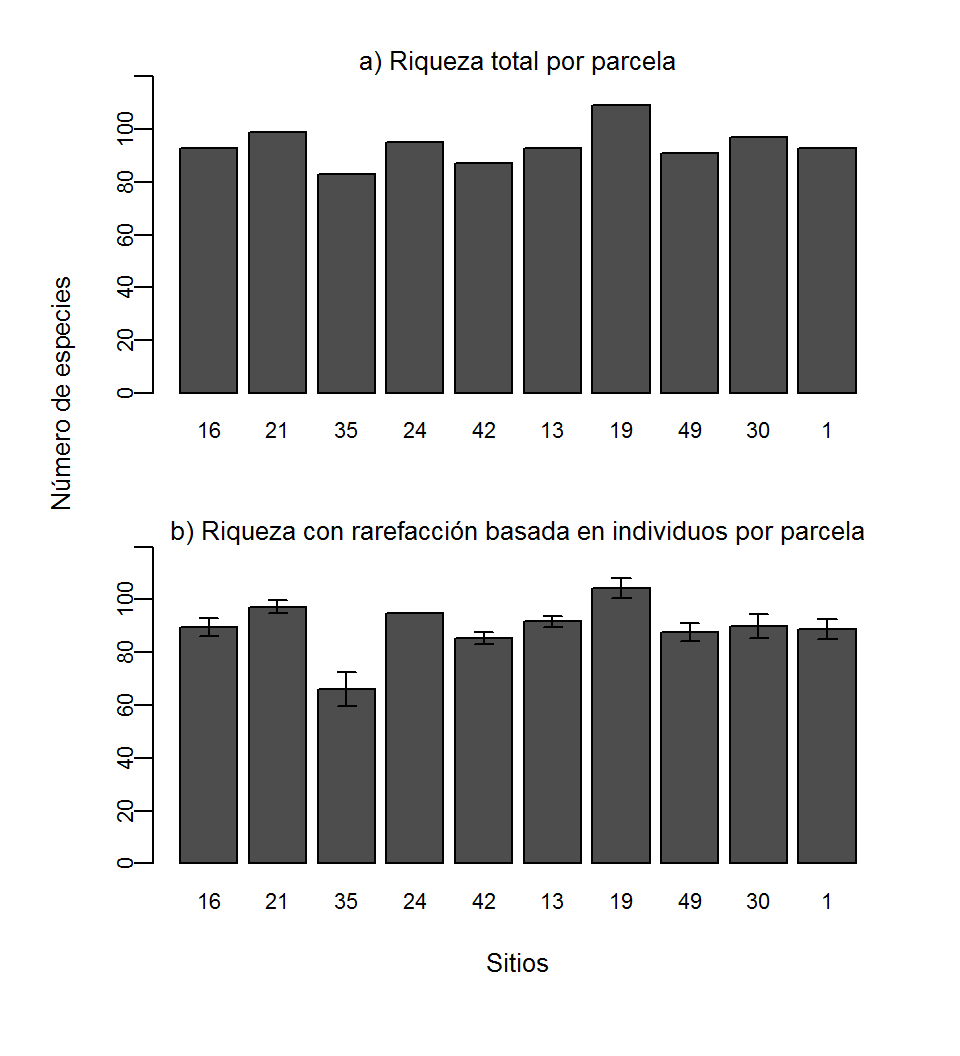 a) Riqueza total por parcela
100
80
60
40
20
0
16 21 35 24 42 13 19 49 30 1
Número de especies
b) Riqueza con rarefacción basada en individuos por parcela
100
80
60
40
20
0
16 21 35 24 42 13 19 49 30 1
Sitios